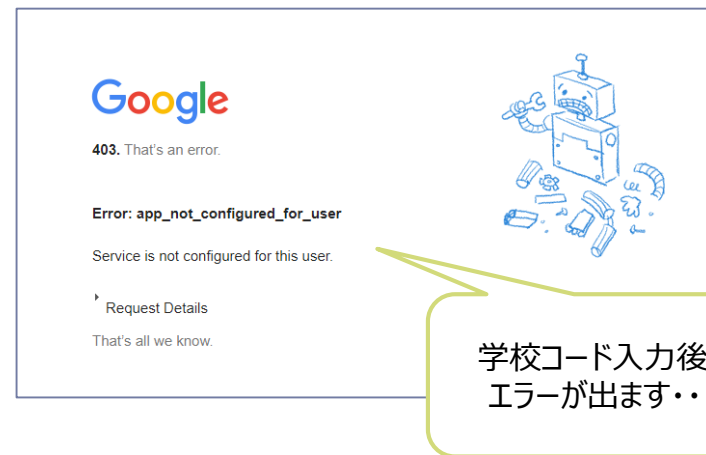 Google
403. That's an error.
Error: app_not_configured_for_user
Service is not configured for this user.
Request Details
That's all we know.
学校コード入力後
エラーが出ます・・